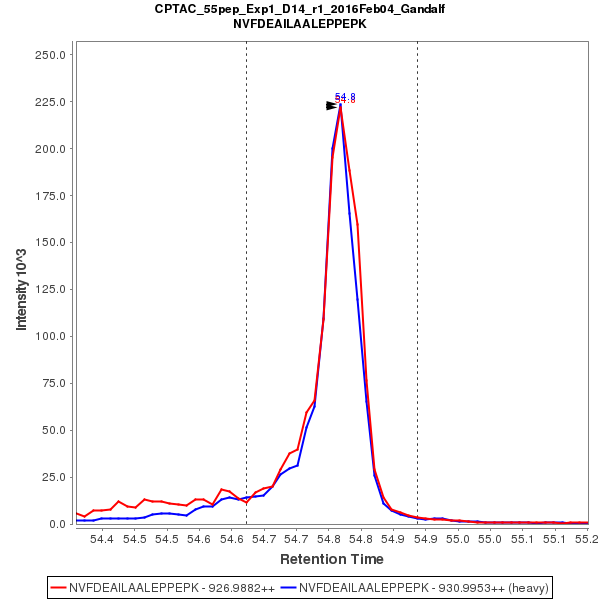 CPTAC_55pep_Exp1_D14_r1_2016Feb04_Gandalf
NVFDEAILAALEPPEPK
250.0
225.0
200.0
175.0
150.0
125.0
100.0
75.0
50.0
25.0
0.0
Intensity 10^3
54.8
54.8
54.4 54.5 54.5 54.6 54.6 54.7 54.7 54.8 54.8 54.9 54.9 55.0 55.0 55.1 55.1 55.2
Retention Time
NVFDEAILAALEPPEPK - 926.9882++ NVFDEAILAALEPPEPK - 930.9953++ (heavy)